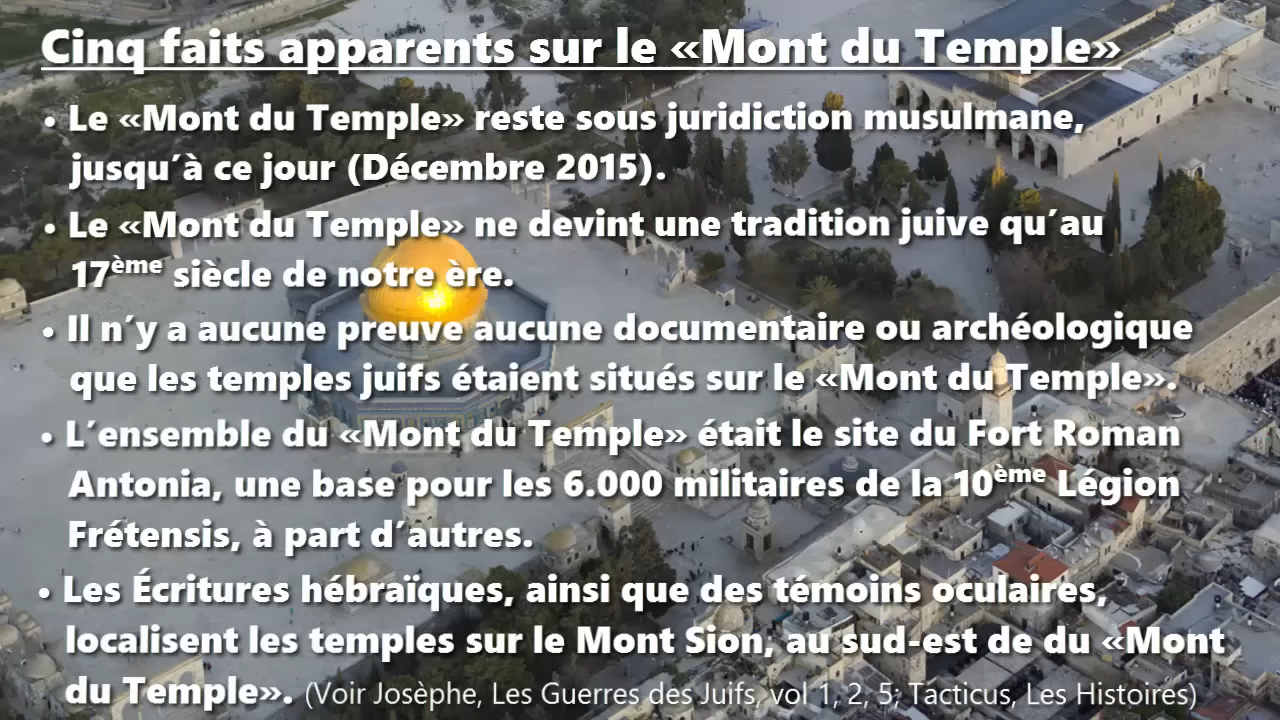 Cinq faits apparents sur le «Mont du Temple»
• Le «Mont du Temple» reste sous juridiction musulmane,
jusqu’à ce jour (Décembre 2015).
• Le «Mont du Temple» ne devint une tradition juive qu’au
17ème siècle de notre ère.
• Il n’y a aucune preuve aucune documentaire ou archéologique
que les temples juifs étaient situés sur le «Mont du Temple».
• L’ensemble du «Mont du Temple» était le site du Fort Roman
Antonia, une base pour les 6.000 militaires de la 10ème Légion
Frétensis, à part d’autres.
• Les Écritures hébraïques, ainsi que des témoins oculaires,
localisent les temples sur le Mont Sion, au sud-est de du «Mont
du Temple». (Voir Josèphe, Les Guerres des Juifs, vol 1, 2, 5; Tacticus, Les Histoires)